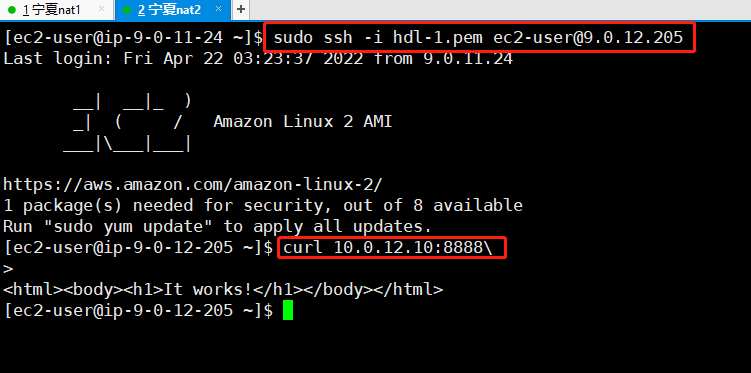 1 宁夏nat1 × 2 宁夏nat2 × +
[ec2-user@ip-9-0-11-24 ~]$ sudo ssh -i hdl-1.pem ec2-user@9.0.12.205
Last login: Fri Apr 22 03:23:37 2022 from 9.0.11.24
       __|  __|_  )
       _|  (     /   Amazon Linux 2 AMI
      ___|\___|___|
https://aws.amazon.com/amazon-linux-2/
1 package(s) needed for security, out of 8 available
Run "sudo yum update" to apply all updates.
[ec2-user@ip-9-0-12-205 ~]$ curl 10.0.12.10:8888\
>
<html><body><h1>It works!</h1></body></html>
[ec2-user@ip-9-0-12-205 ~]$